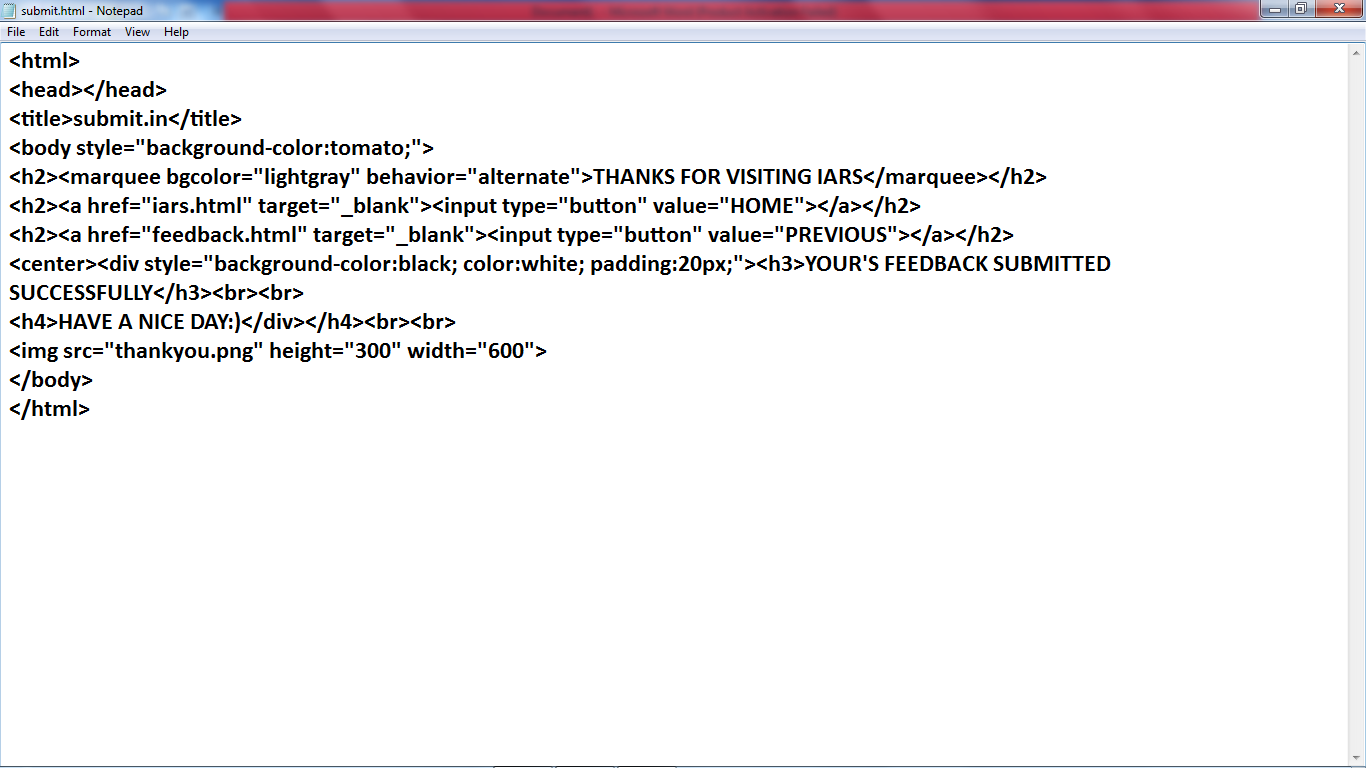 submit.html - Notepad
File Edit Format View Help
<html>
<head></head>
<title>submit.in</title>
<body style="background-color:tomato;">
<h2><marquee bgcolor="lightgray" behavior="alternate">THANKS FOR VISITING IARS</marquee></h2>
<h2><a href="iars.html" target="_blank"><input type="button" value="HOME"></a></h2>
<h2><a href="feedback.html" target="_blank"><input type="button" value="PREVIOUS"></a></h2>
<center><div style="background-color:black; color:white; padding:20px;"><h3>YOUR'S FEEDBACK SUBMITTED
SUCCESSFULLY</h3><br><br>
<h4>HAVE A NICE DAY:)</div></h4><br><br>
<img src="thankyou.png" height="300" width="600">
</body>
</html>